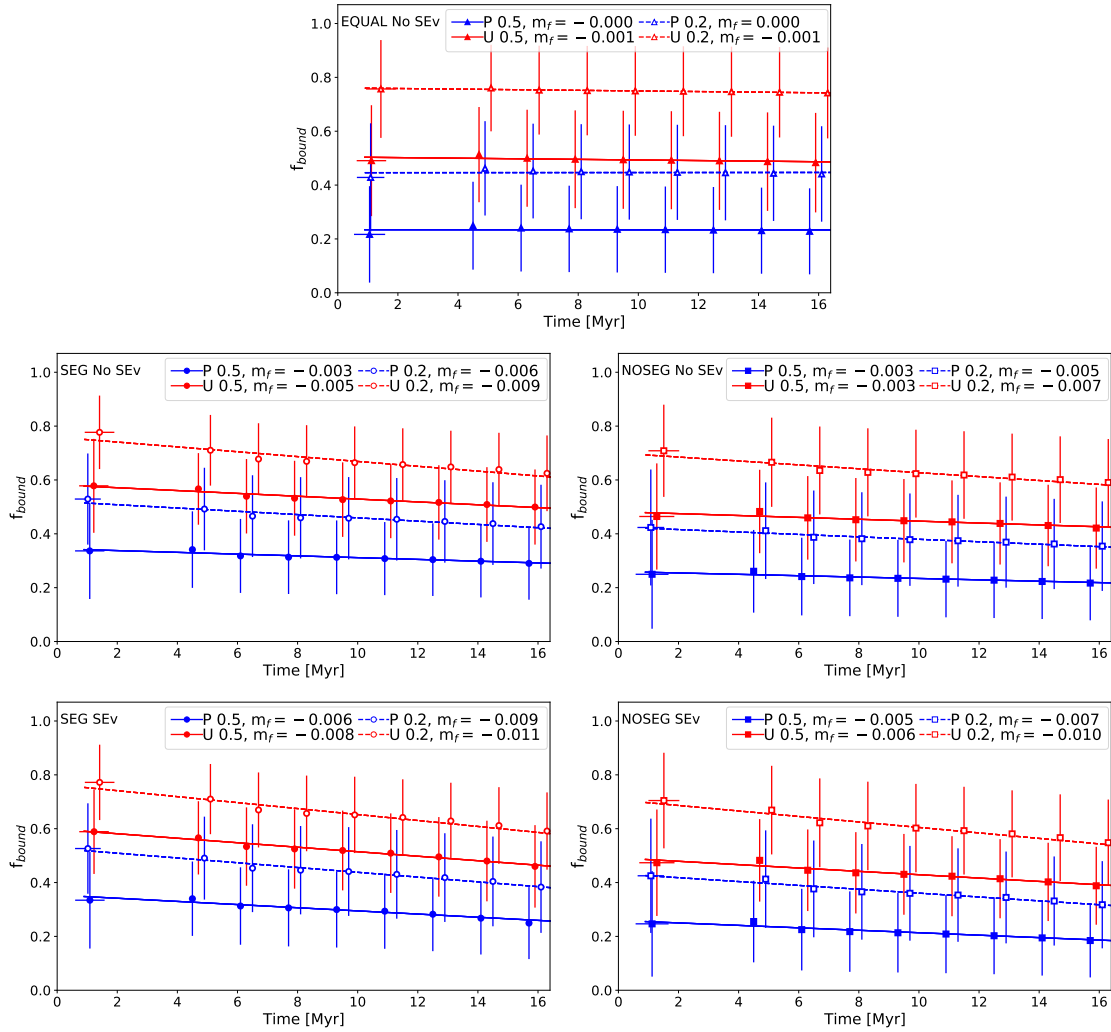 EQUAL No SEv
P 0.5, m_f = −0.000
P 0.2, m_f = 0.000
U 0.5, m_f = −0.001
U 0.2, m_f = −0.001
1.0
0.8
0.6
0.4
0.2
0.0
f_bound
0 2 4 6 8 10 12 14 16
Time [Myr]
SEG No SEv
P 0.5, m_f = −0.003
P 0.2, m_f = −0.006
U 0.5, m_f = −0.005
U 0.2, m_f = −0.009
1.0
0.8
0.6
0.4
0.2
0.0
f_bound
0 2 4 6 8 10 12 14 16
Time [Myr]
NOSEG No SEv
P 0.5, m_f = −0.003
P 0.2, m_f = −0.005
U 0.5, m_f = −0.003
U 0.2, m_f = −0.007
1.0
0.8
0.6
0.4
0.2
0.0
0 2 4 6 8 10 12 14 16
Time [Myr]
SEG SEv
P 0.5, m_f = −0.006
P 0.2, m_f = −0.009
U 0.5, m_f = −0.008
U 0.2, m_f = −0.011
1.0
0.8
0.6
0.4
0.2
0.0
f_bound
0 2 4 6 8 10 12 14 16
Time [Myr]
NOSEG SEv
P 0.5, m_f = −0.005
P 0.2, m_f = −0.007
U 0.5, m_f = −0.006
U 0.2, m_f = −0.010
1.0
0.8
0.6
0.4
0.2
0.0
0 2 4 6 8 10 12 14 16
Time [Myr]